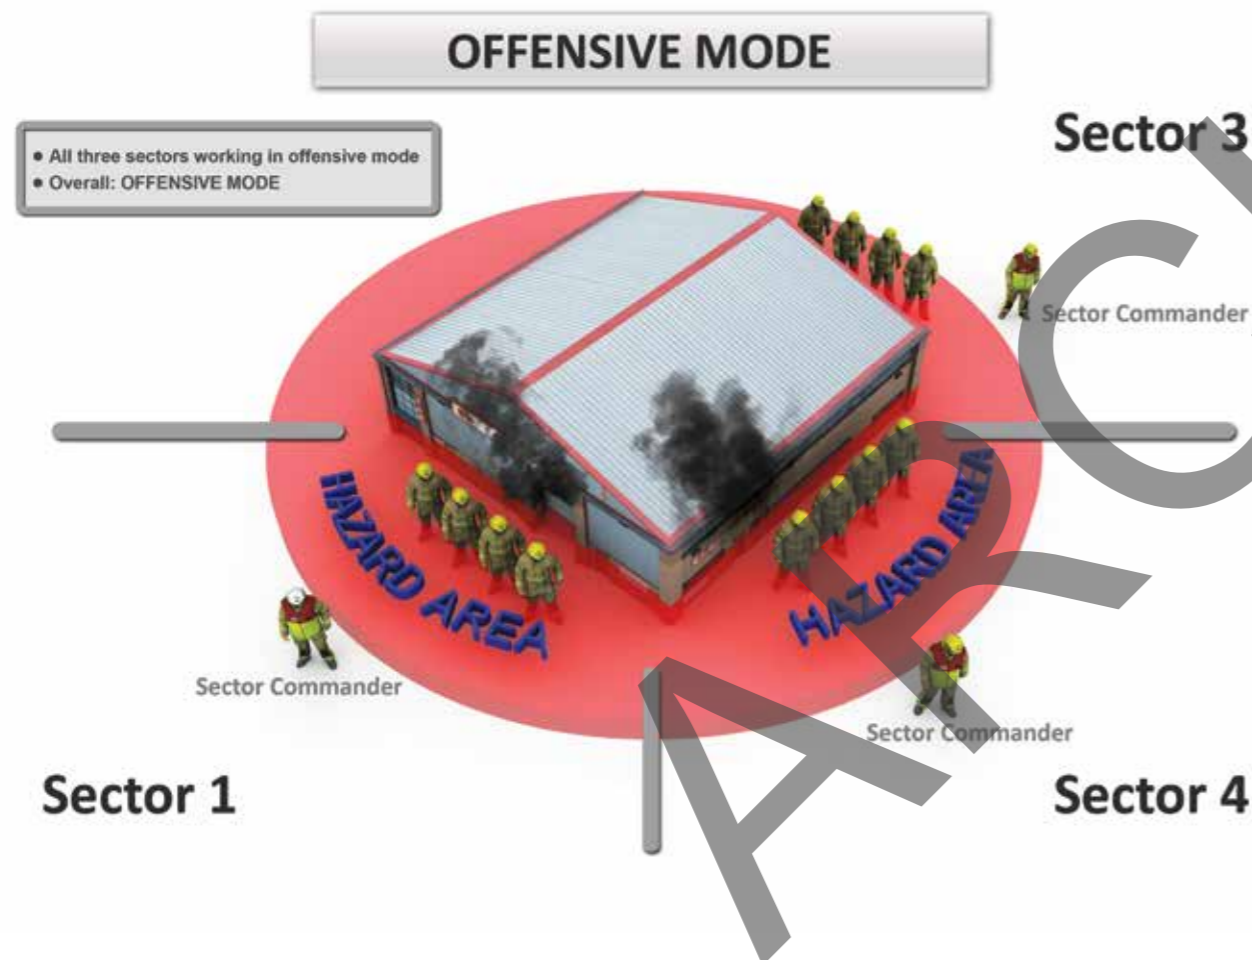 OFFENSIVE MODE
Sector 3
• All three sectors working in offensive mode
• Overall: OFFENSIVE MODE
Sector Commander
HAZARD AREA
HAZARD AREA
Sector Commander
Sector Commander
Sector 1
Sector 4